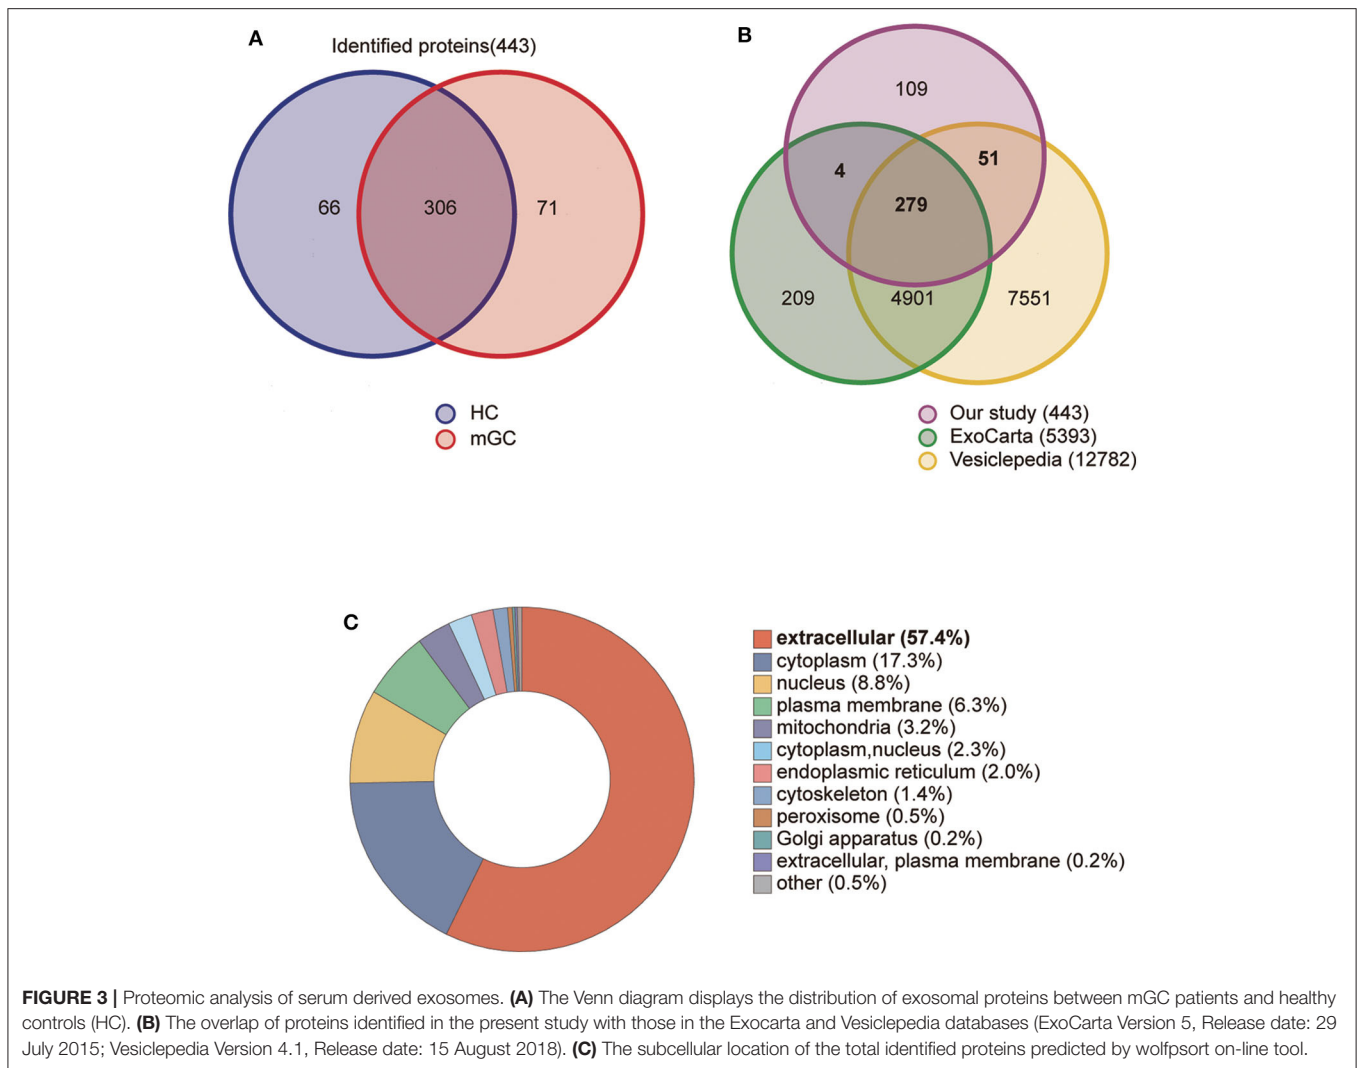 A
Identified proteins(443)
66
306
71
HC
mGC
B
109
4
51
279
209
4901
7551
Our study (443)
ExoCarta (5393)
Vesiclepedia (12782)
C
extracellular (57.4%)
cytoplasm (17.3%)
nucleus (8.8%)
plasma membrane (6.3%)
mitochondria (3.2%)
cytoplasm,nucleus (2.3%)
endoplasmic reticulum (2.0%)
cytoskeleton (1.4%)
peroxisome (0.5%)
Golgi apparatus (0.2%)
extracellular, plasma membrane (0.2%)
other (0.5%)
FIGURE 3 | Proteomic analysis of serum derived exosomes. (A) The Venn diagram displays the distribution of exosomal proteins between mGC patients and healthy
controls (HC). (B) The overlap of proteins identified in the present study with those in the Exocarta and Vesiclepedia databases (ExoCarta Version 5, Release date: 29
July 2015; Vesiclepedia Version 4.1, Release date: 15 August 2018). (C) The subcellular location of the total identified proteins predicted by wolfpsort on-line tool.